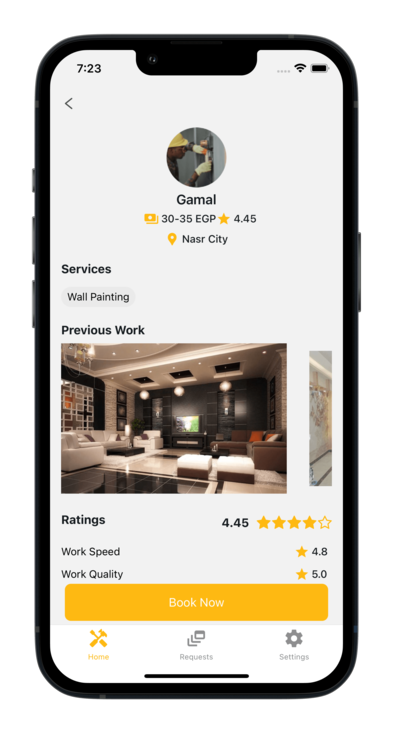 7:23
Gamal
30-35 EGP 4.45
Nasr City
Services
Wall Painting
Previous Work
Ratings 4.45
Work Speed 4.8
Work Quality 5.0
Book Now
Home Requests Settings